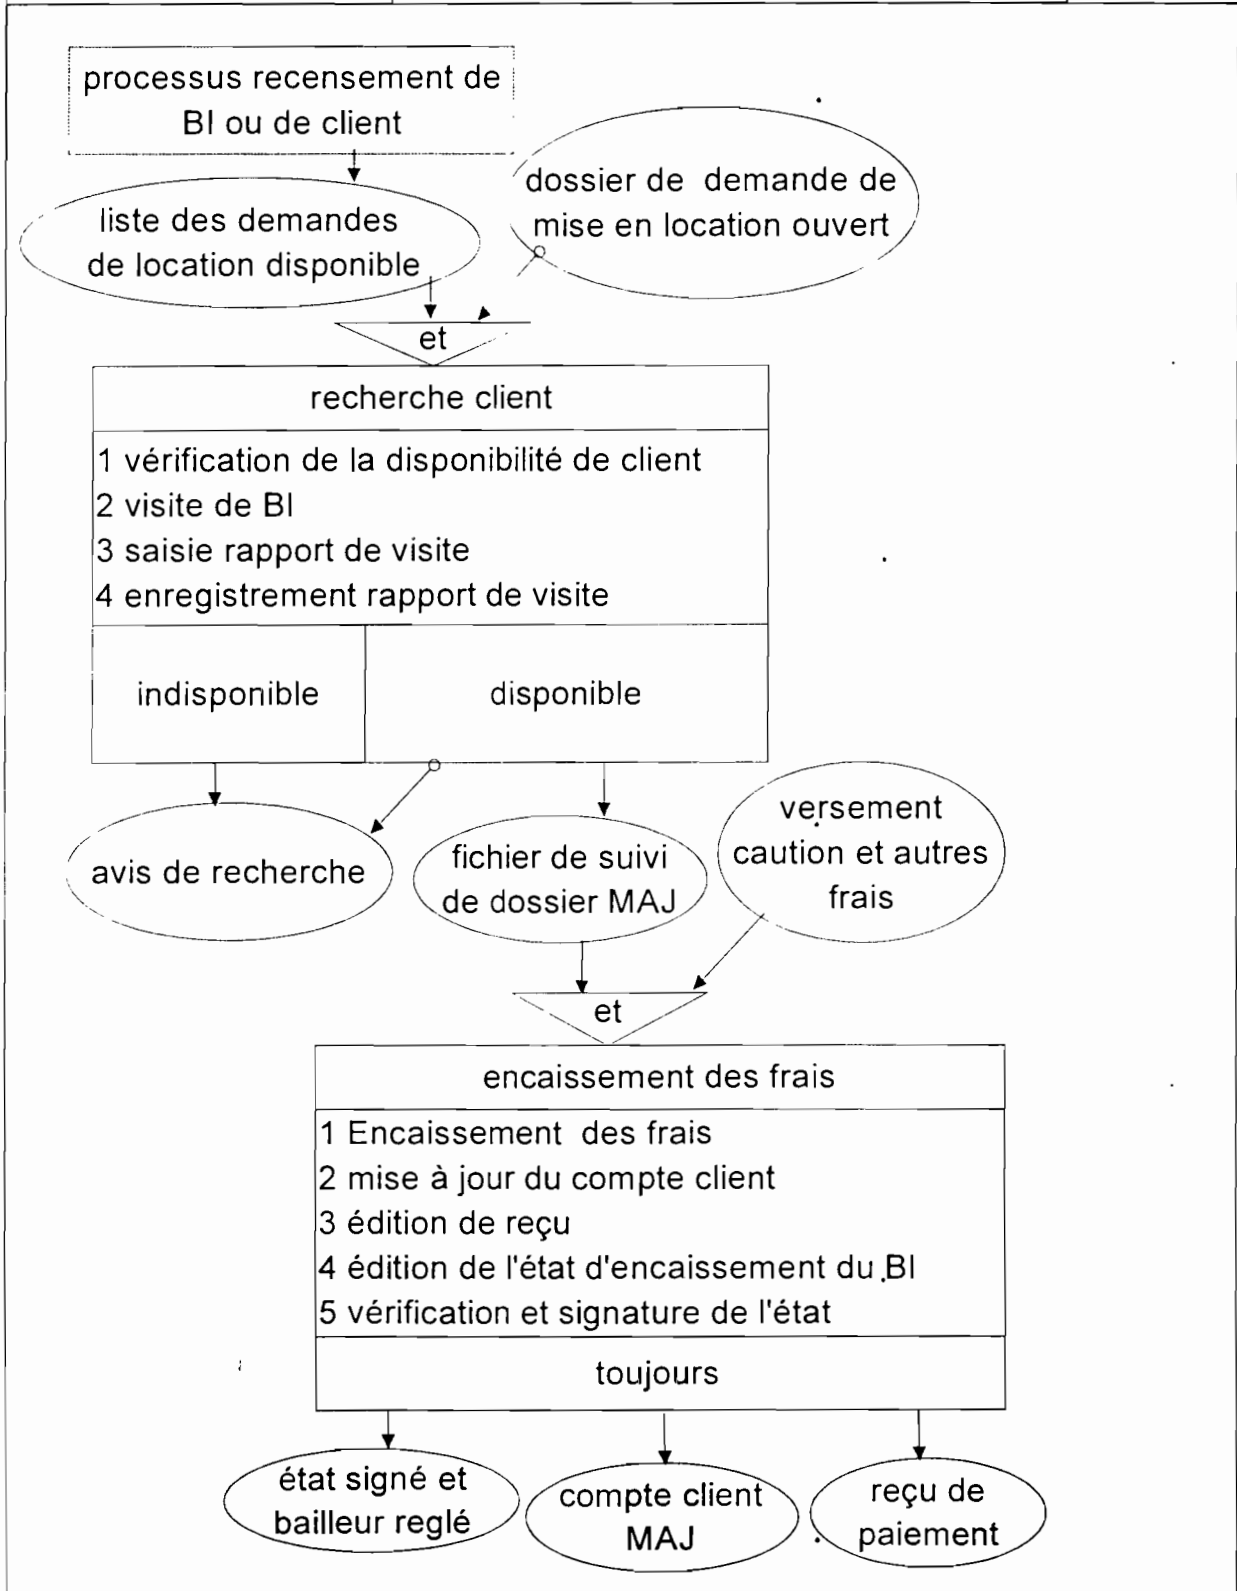 processus recensement de
BI ou de client
dossier de demande de
mise en location ouvert
liste des demandes
de location disponible
et
recherche client
1 vérification de la disponibilité de client
2 visite de BI
3 saisie rapport de visite
4 enregistrement rapport de visite
indisponible
disponible
avis de recherche
fichier de suivi
de dossier MAJ
versement
caution et autres
frais
et
encaissement des frais
1 Encaissement des frais
2 mise à jour du compte client
3 édition de reçu
4 édition de l'état d'encaissement du BI
5 vérification et signature de l'état
toujours
état signé et
bailleur reglé
compte client
MAJ
reçu de
paiement